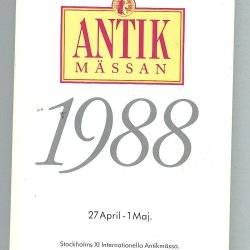 ANTIK
MÄSSAN
1988
27 April - 1 Maj.
Stockholms XI Internationella Antikmässa.